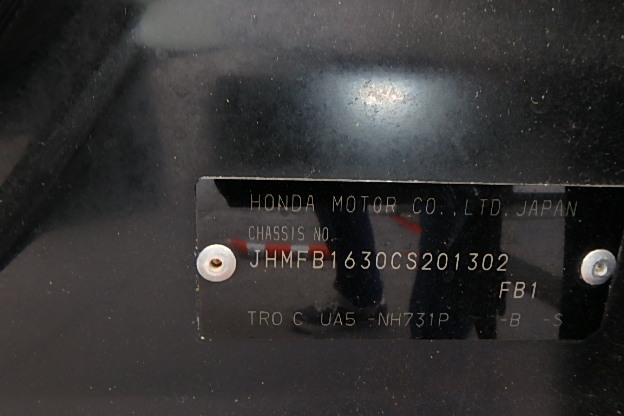 HONDA MOTOR CO.,LTD.JAPAN
CHASSIS NO.
JHMFB1630CS201302
FB1
TRO C UA5 -NH731P -B -S